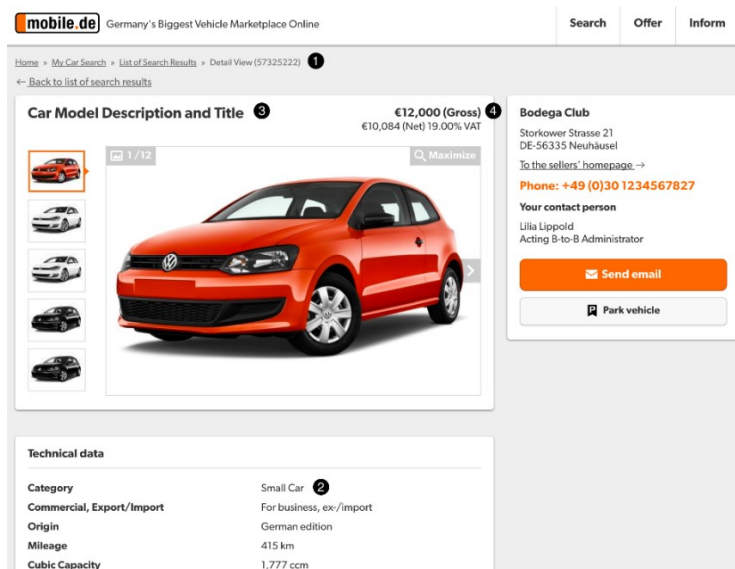 mobile.de Germany's Biggest Vehicle Marketplace Online
Search Offer Inform
Home » My Car Search » List of Search Results » Detail View (57325222) 1
← Back to list of search results
Car Model Description and Title 3
€12,000 (Gross) 4
€10,084 (Net) 19.00% VAT
1/12
Maximize
Bodega Club
Storkower Strasse 21
DE-56335 Neuhäusel
To the sellers' homepage →
Phone: +49 (0)30 1234567827
Your contact person
Lilia Lippold
Acting B-to-B Administrator
Send email
Park vehicle
Technical data
Category Small Car 2
Commercial, Export/Import For business, ex-/import
Origin German edition
Mileage 415 km
Cubic Capacity 1,777 ccm